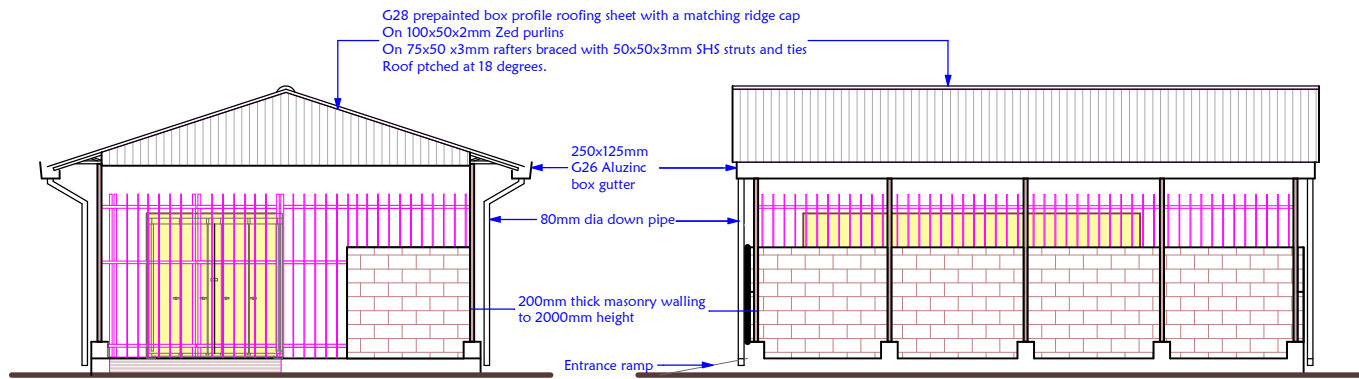 G28 prepainted box profile roofing sheet with a matching ridge cap
On 100x50x2mm Zed purlins
On 75x50 x3mm rafters braced with 50x50x3mm SHS struts and ties
Roof ptched at 18 degrees.
250x125mm
G26 Aluzinc
box gutter
80mm dia down pipe
200mm thick masonry walling
to 2000mm height
Entrance ramp